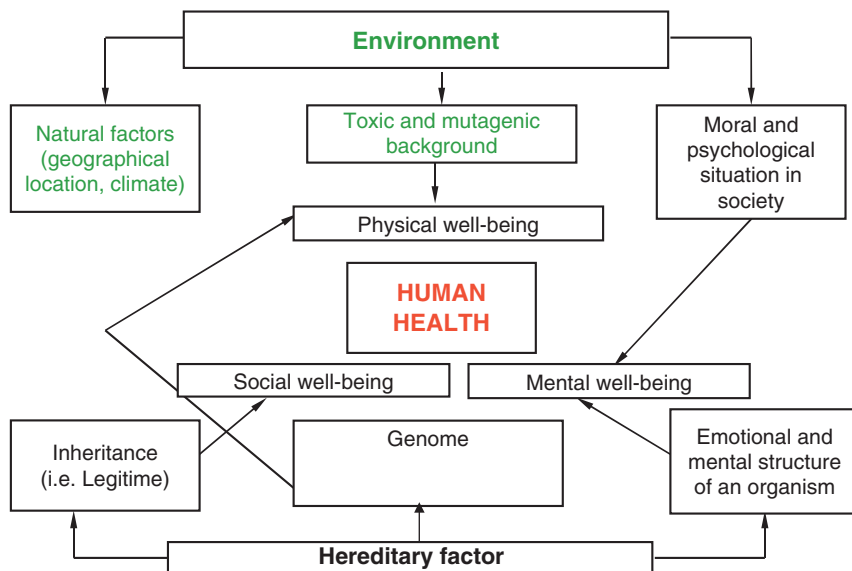 Environment
Natural factors
(geographical
location, climate)
Toxic and mutagenic
background
Moral and
psychological
situation in
society
Physical well-being
HUMAN
HEALTH
Social well-being
Mental well-being
Inheritance
(i.e. Legitime)
Genome
Emotional and
mental structure
of an organism
Hereditary factor